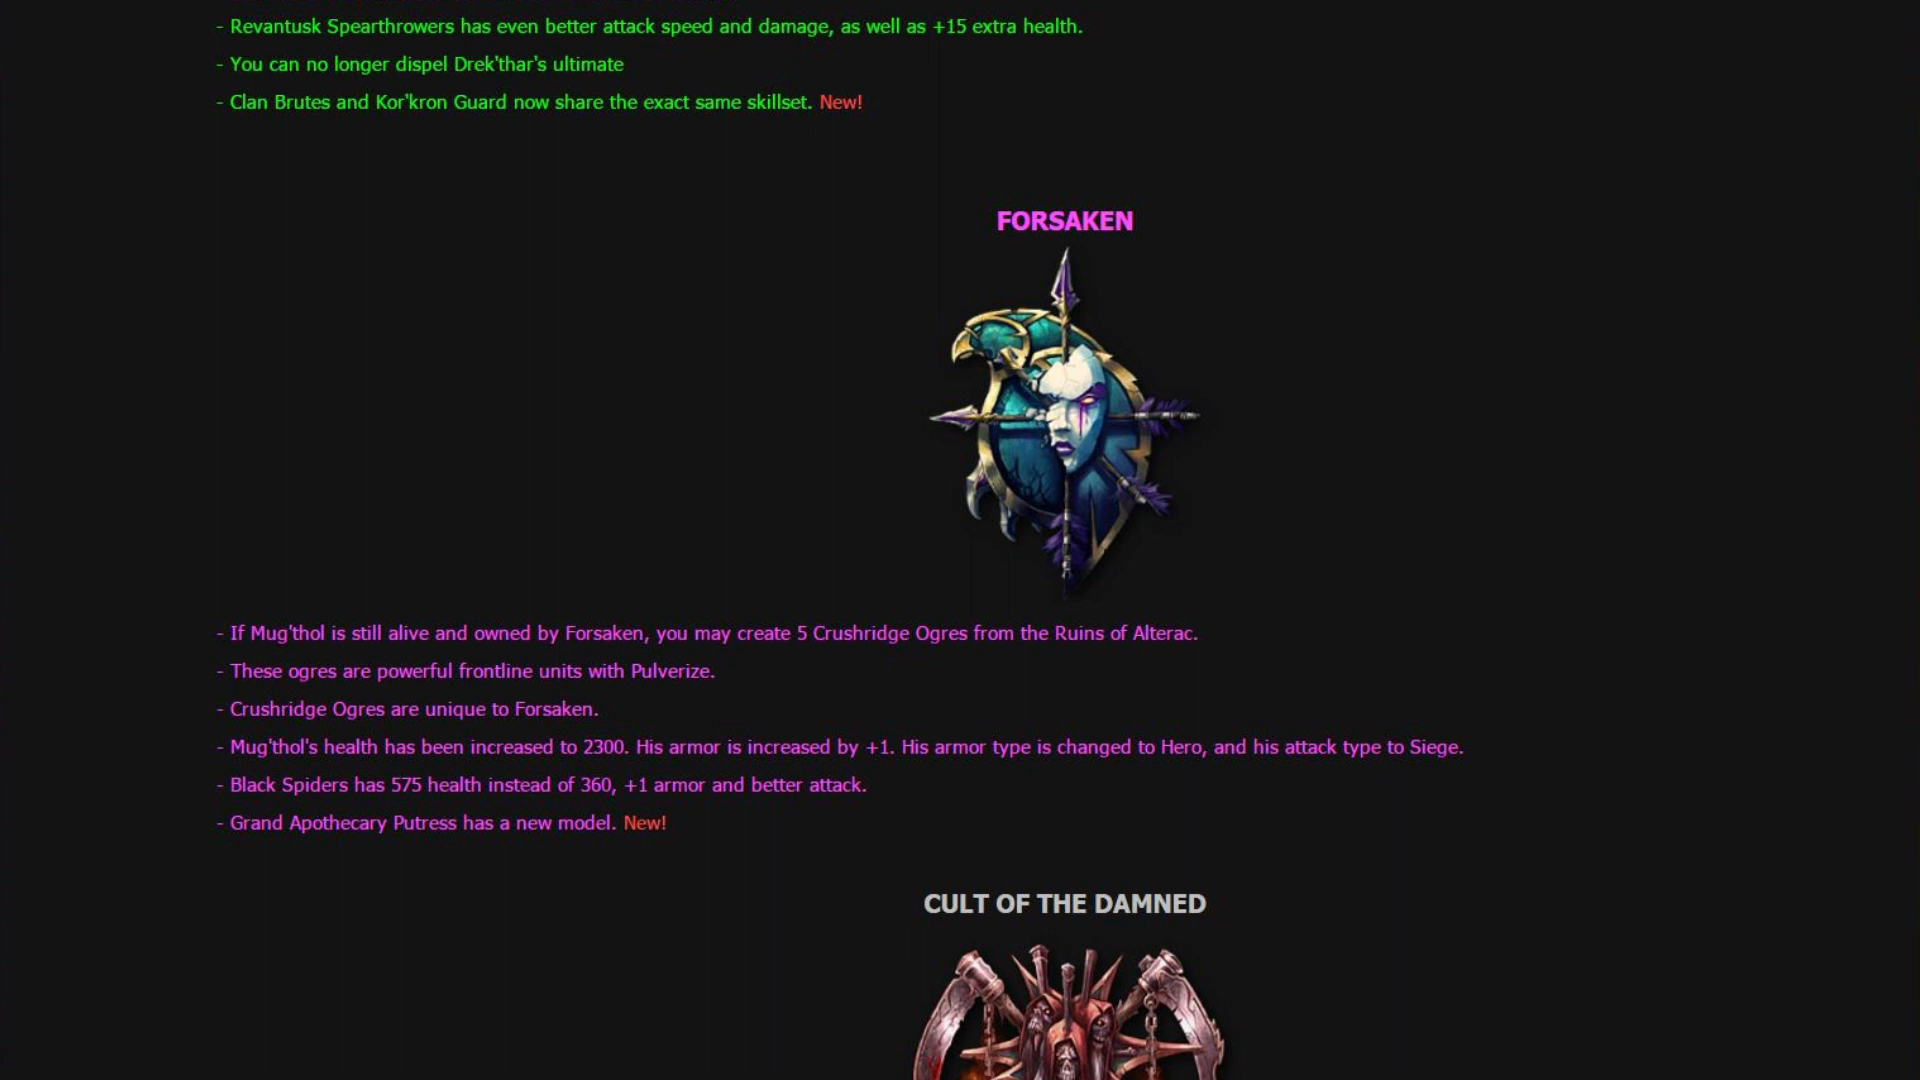 - Revantusk Spearthrowers has even better attack speed and damage, as well as +15 extra health.
- You can no longer dispel Drek'thar's ultimate
- Clan Brutes and Kor'kron Guard now share the exact same skillset. New!
FORSAKEN
- If Mug'thol is still alive and owned by Forsaken, you may create 5 Crushridge Ogres from the Ruins of Alterac.
- These ogres are powerful frontline units with Pulverize.
- Crushridge Ogres are unique to Forsaken.
- Mug'thol's health has been increased to 2300. His armor is increased by +1. His armor type is changed to Hero, and his attack type to Siege.
- Black Spiders has 575 health instead of 360, +1 armor and better attack.
- Grand Apothecary Putress has a new model. New!
CULT OF THE DAMNED